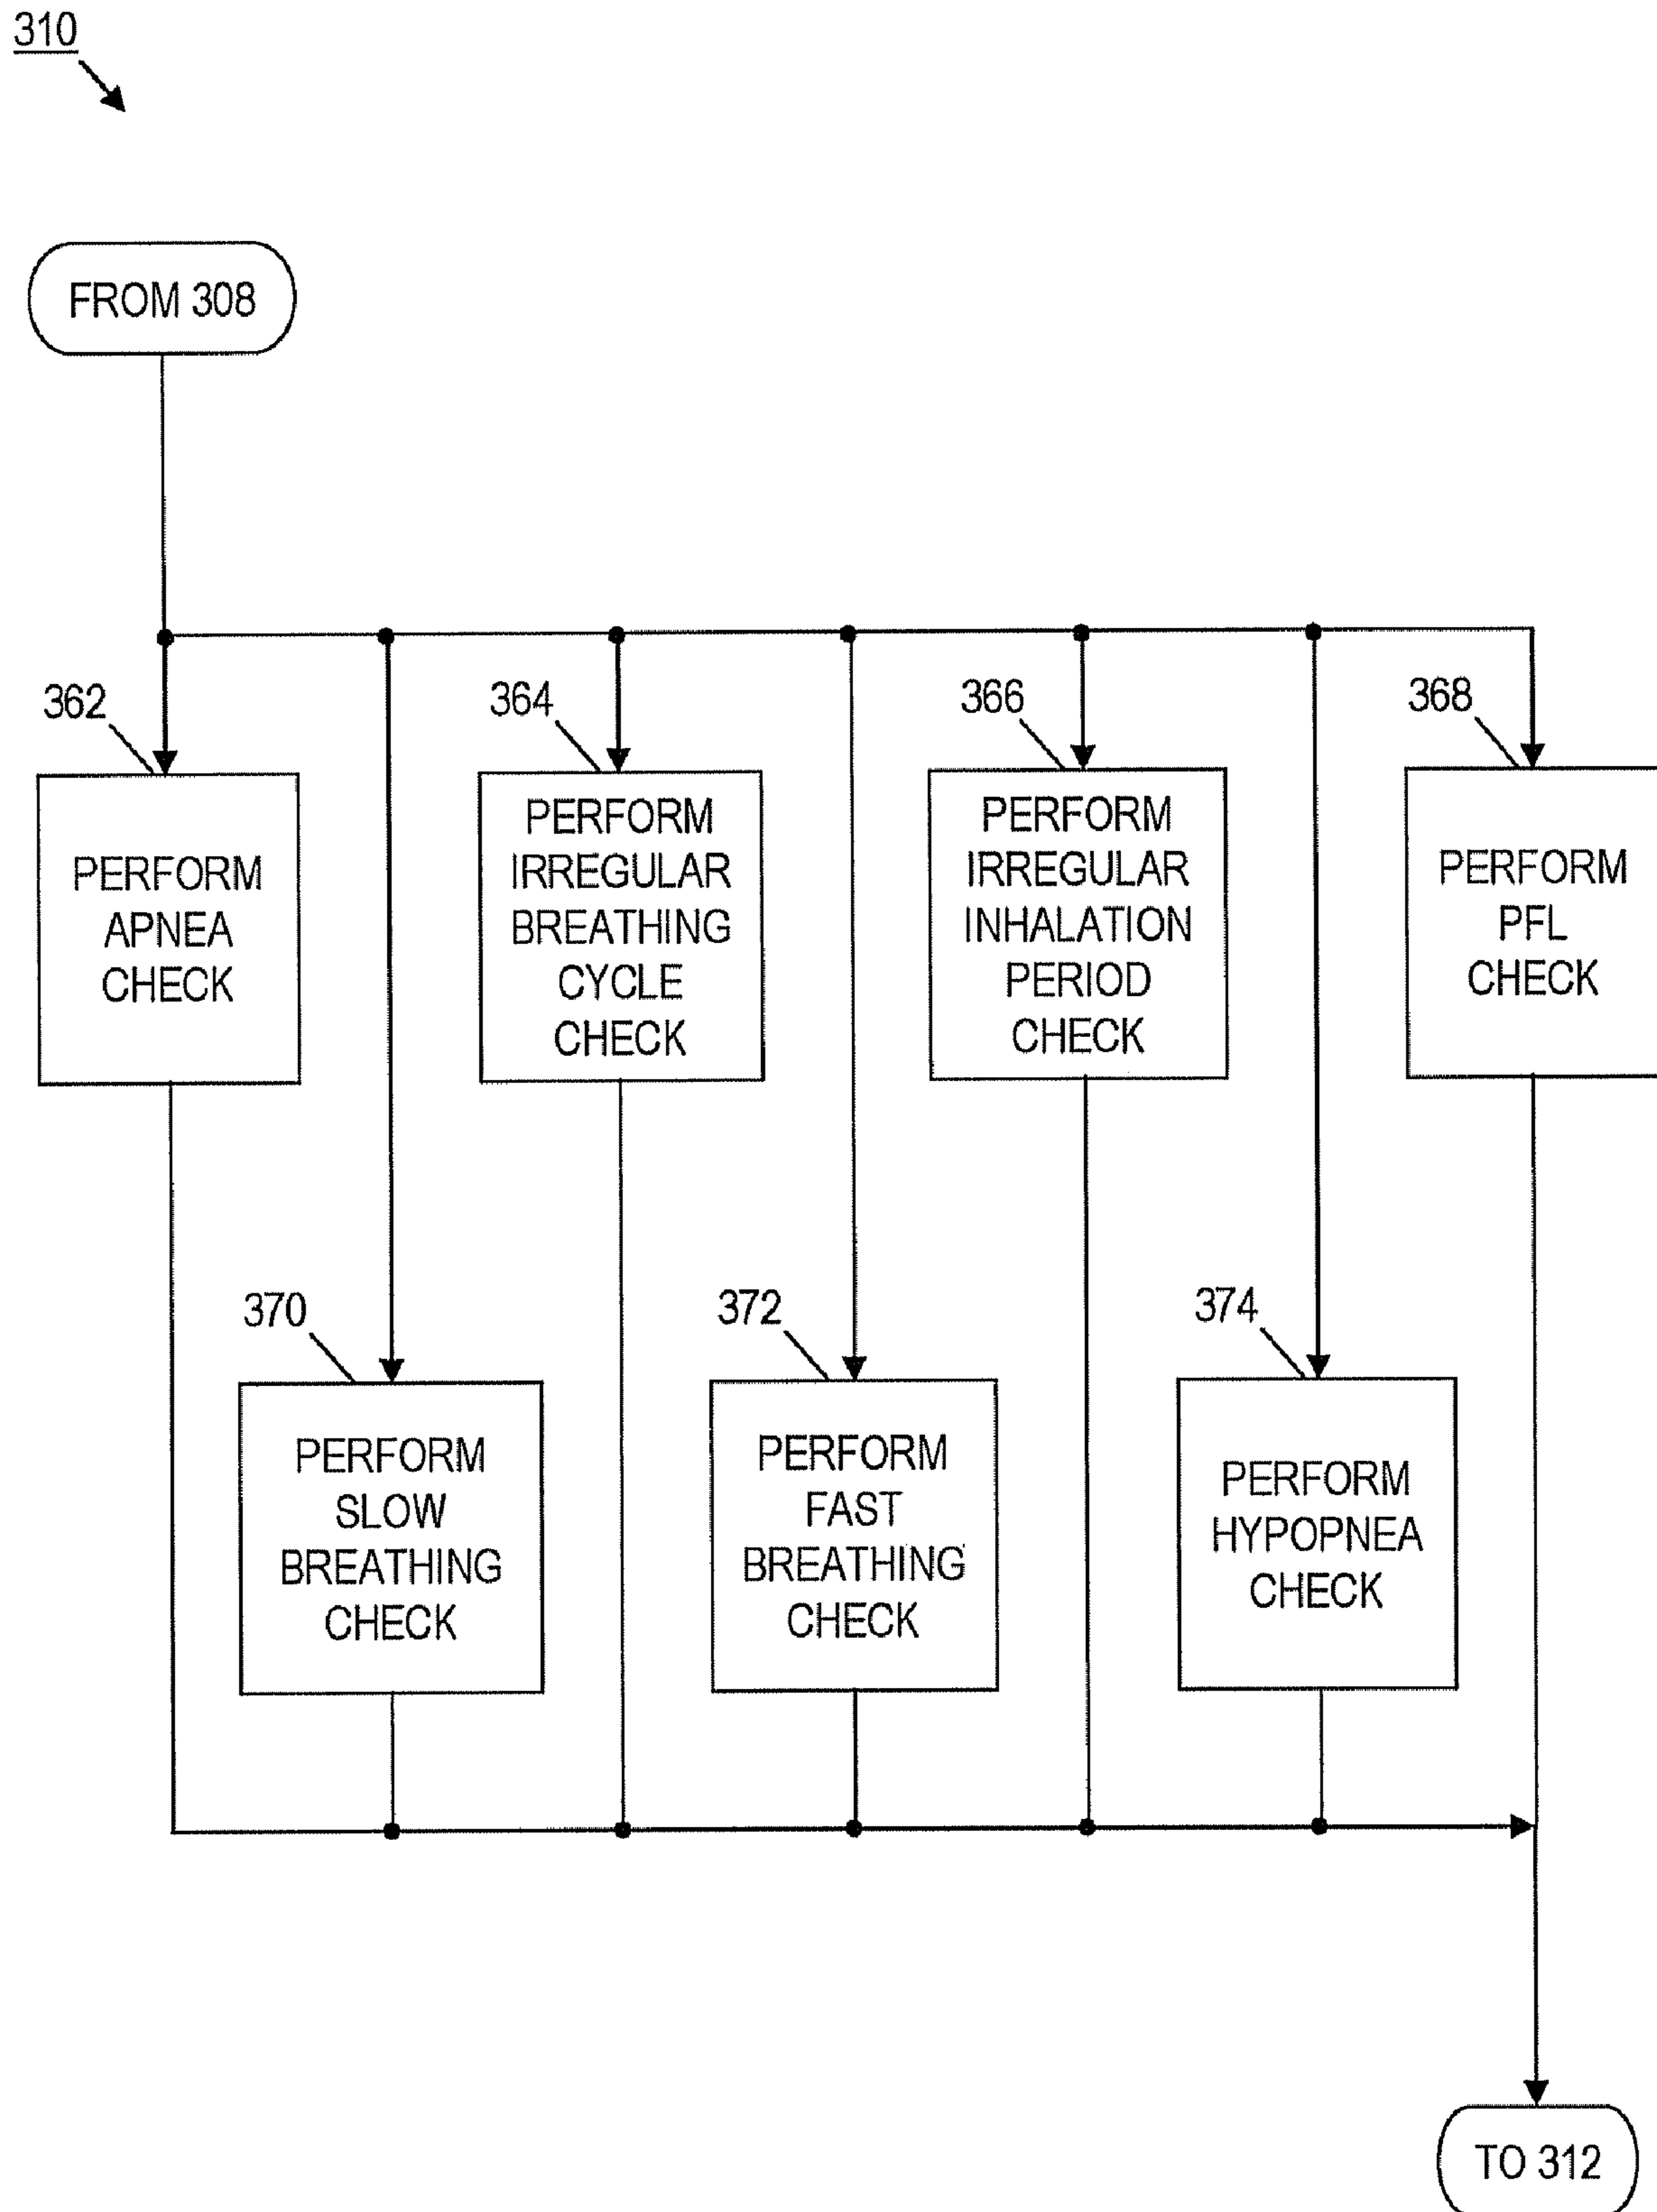 310
FROM 308
362
364
366
368
PERFORM
APNEA
CHECK
PERFORM
IRREGULAR
BREATHING
CYCLE
CHECK
PERFORM
IRREGULAR
INHALATION
PERIOD
CHECK
PERFORM
PFL
CHECK
370
372
374
PERFORM
SLOW
BREATHING
CHECK
PERFORM
FAST
BREATHING
CHECK
PERFORM
HYPOPNEA
CHECK
TO 312